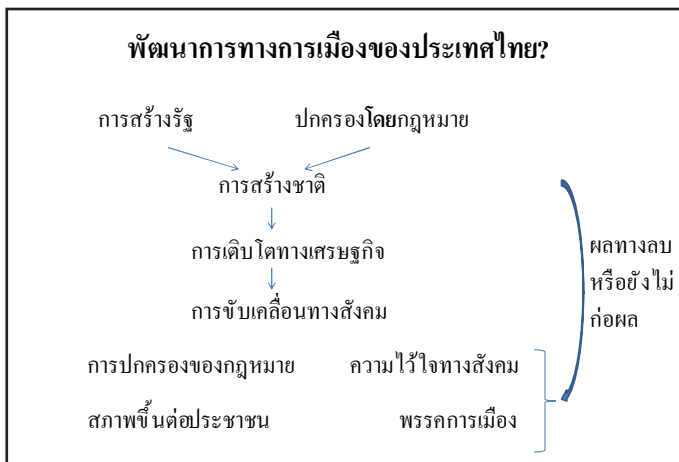 พัฒนาการทางการเมืองของประเทศไทย?
การสร้างรัฐ ปกครองโดยกฎหมาย
การสร้างชาติ
การเติบโตทางเศรษฐกิจ
การขับเคลื่อนทางสังคม
ผลทางลบ
หรือยังไม่
ก่อผล
การปกครองของกฎหมาย ความไว้ใจทางสังคม
สภาพขึ้นต่อประชาชน พรรคการเมือง